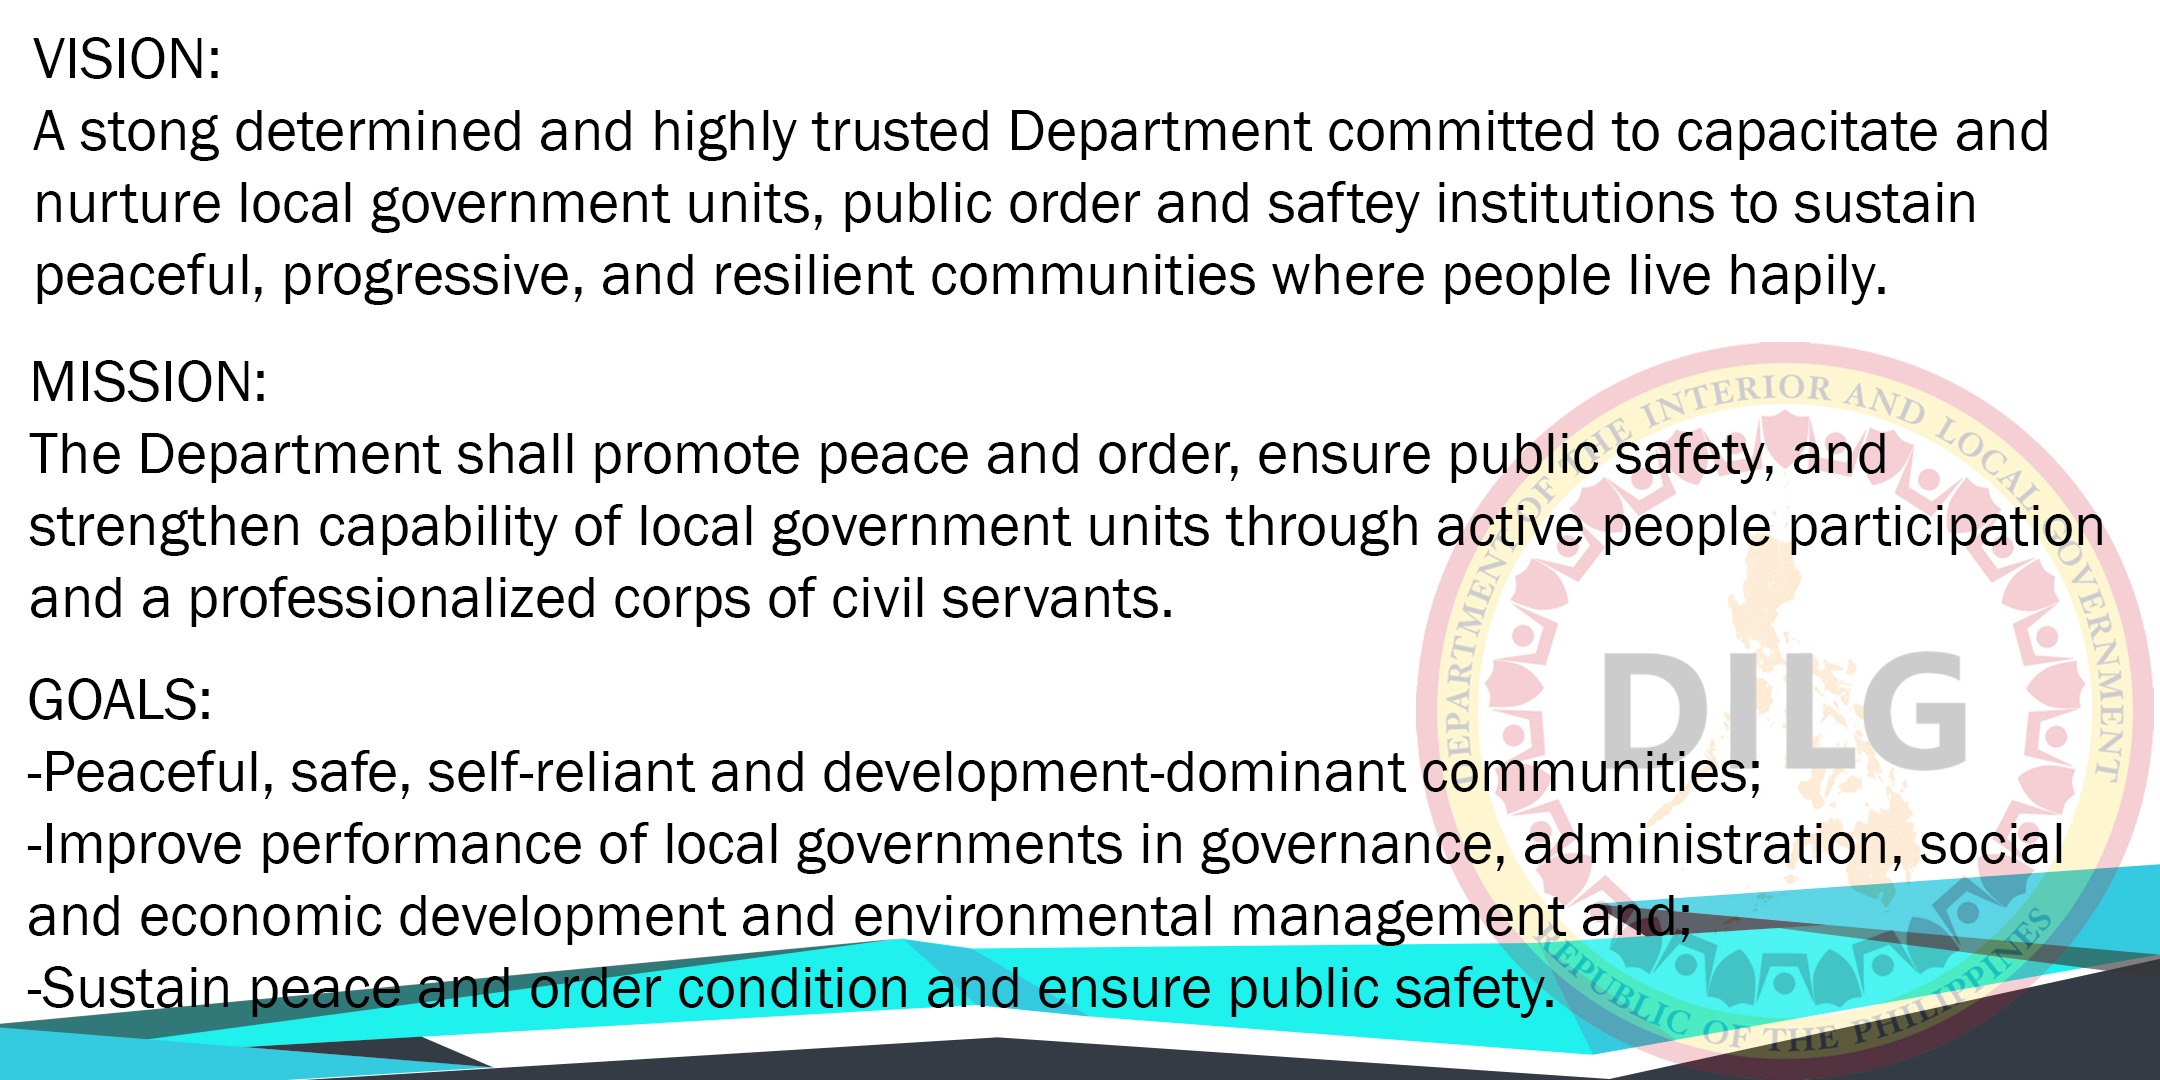 VISION:
A stong determined and highly trusted Department committed to capacitate and
nurture local government units, public order and saftey institutions to sustain
peaceful, progressive, and resilient communities where people live hapily.
MISSION:
The Department shall promote peace and order, ensure public safety, and
strengthen capability of local government units through active people participation
and a professionalized corps of civil servants.
GOALS:
-Peaceful, safe, self-reliant and development-dominant communities;
-Improve performance of local governments in governance, administration, social
and economic development and environmental management and;
-Sustain peace and order condition and ensure public safety.
DEPARTMENT OF THE INTERIOR AND LOCAL GOVERNMENT
DILG
REPUBLIC OF THE PHILIPPINES